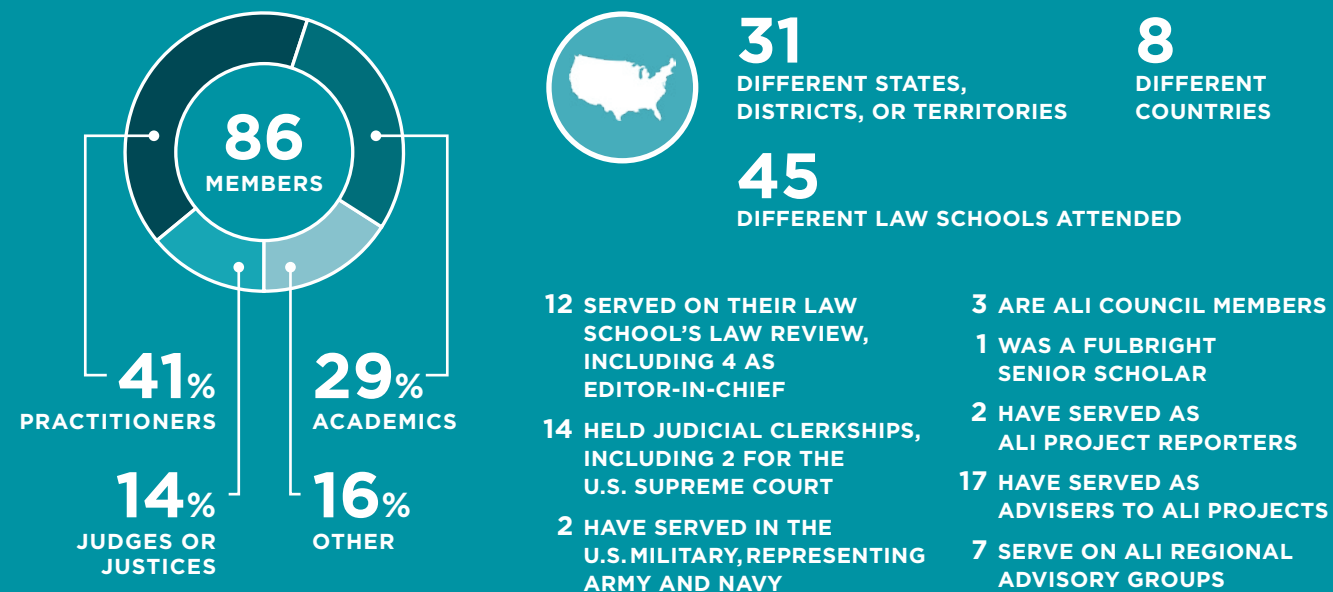 86
MEMBERS
41%
PRACTITIONERS
29%
ACADEMICS
14%
JUDGES OR
JUSTICES
16%
OTHER
31
DIFFERENT STATES,
DISTRICTS, OR TERRITORIES
8
DIFFERENT
COUNTRIES
45
DIFFERENT LAW SCHOOLS ATTENDED
12 SERVED ON THEIR LAW
SCHOOL’S LAW REVIEW,
INCLUDING 4 AS
EDITOR-IN-CHIEF
14 HELD JUDICIAL CLERKSHIPS,
INCLUDING 2 FOR THE
U.S. SUPREME COURT
2 HAVE SERVED IN THE
U.S. MILITARY, REPRESENTING
ARMY AND NAVY
3 ARE ALI COUNCIL MEMBERS
1 WAS A FULBRIGHT
SENIOR SCHOLAR
2 HAVE SERVED AS
ALI PROJECT REPORTERS
17 HAVE SERVED AS
ADVISERS TO ALI PROJECTS
7 SERVE ON ALI REGIONAL
ADVISORY GROUPS